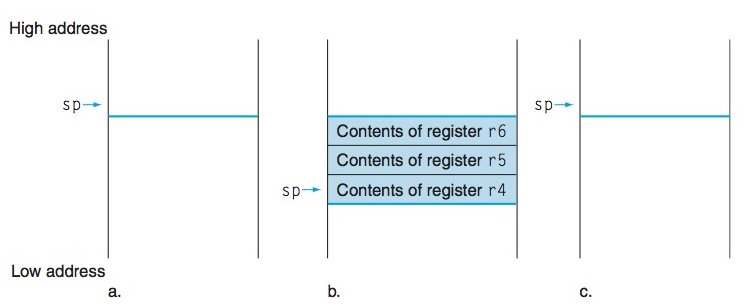 High address
sp
sp
Contents of register r6
Contents of register r5
sp
Contents of register r4
Low address
a.
b.
c.